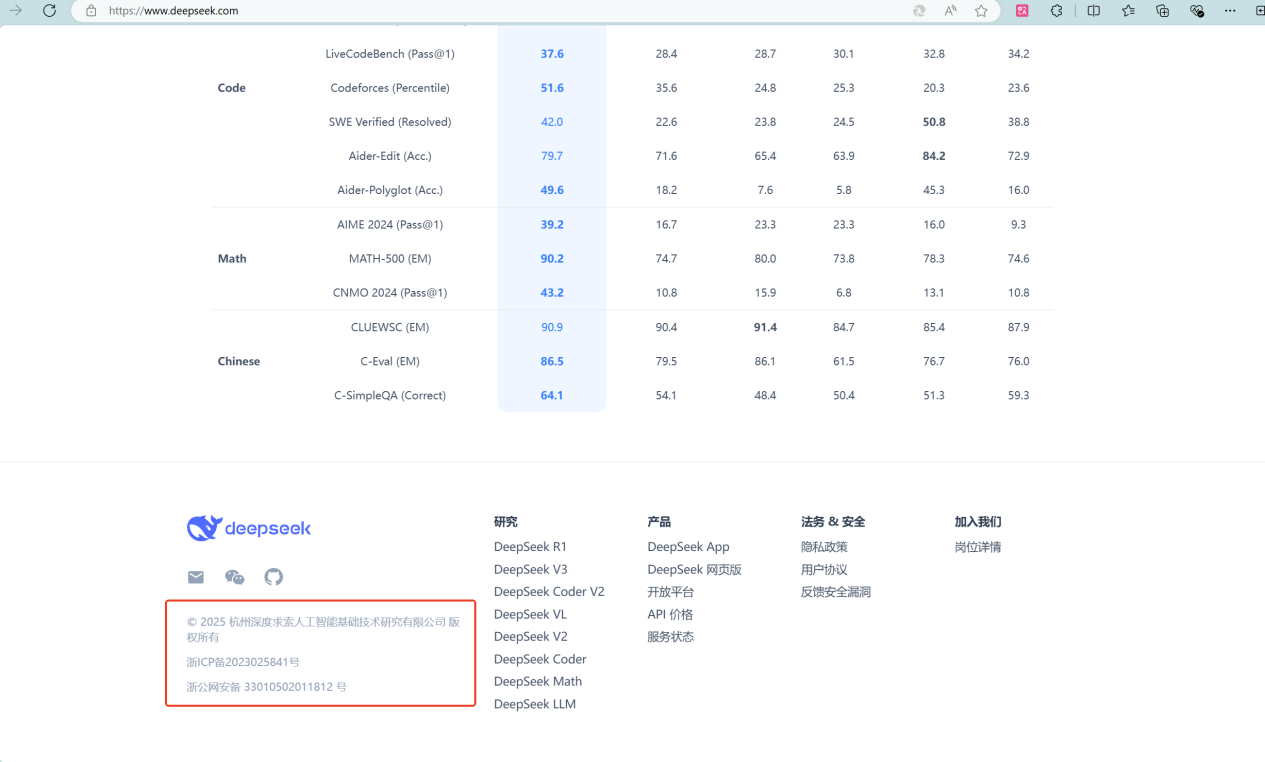 https://www.deepseek.com
LiveCodeBench (Pass@1) 37.6 28.4 28.7 30.1 32.8 34.2
Code Codeforces (Percentile) 51.6 35.6 24.8 25.3 20.3 23.6
SWE Verified (Resolved) 42.0 22.6 23.8 24.5 50.8 38.8
Aider-Edit (Acc.) 79.7 71.6 65.4 63.9 84.2 72.9
Aider-Polyglot (Acc.) 49.6 18.2 7.6 5.8 45.3 16.0
AIME 2024 (Pass@1) 39.2 16.7 23.3 23.3 16.0 9.3
Math MATH-500 (EM) 90.2 74.7 80.0 73.8 78.3 74.6
CNMO 2024 (Pass@1) 43.2 10.8 15.9 6.8 13.1 10.8
CLUEWSC (EM) 90.9 90.4 91.4 84.7 85.4 87.9
Chinese C-Eval (EM) 86.5 79.5 86.1 61.5 76.7 76.0
C-SimpleQA (Correct) 64.1 54.1 48.4 50.4 51.3 59.3
deepseek
© 2025 杭州深度求索人工智能基础技术研究有限公司 版
权所有
浙ICP备2023025841号
浙公网安备 33010502011812 号
研究
DeepSeek R1
DeepSeek V3
DeepSeek Coder V2
DeepSeek VL
DeepSeek V2
DeepSeek Coder
DeepSeek Math
DeepSeek LLM
产品
DeepSeek App
DeepSeek 网页版
开放平台
API 价格
服务状态
法务 & 安全
隐私政策
用户协议
反馈安全漏洞
加入我们
岗位详情